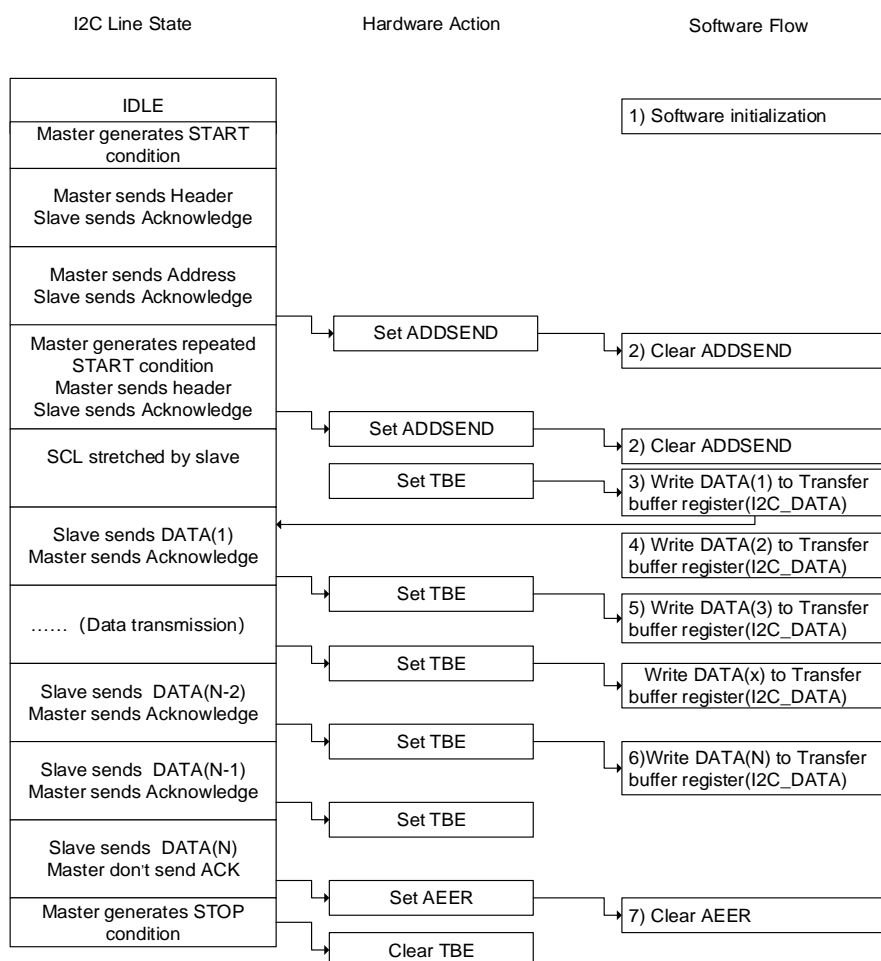 I2C Line State
Hardware Action
Software Flow
IDLE
1) Software initialization
Master generates START
condition
Master sends Header
Slave sends Acknowledge
Master sends Address
Slave sends Acknowledge
Set ADDSEND
2) Clear ADDSEND
Master generates repeated
START condition
Master sends header
Slave sends Acknowledge
Set ADDSEND
2) Clear ADDSEND
SCL stretched by slave
Set TBE
3) Write DATA(1) to Transfer
buffer register(I2C_DATA)
Slave sends DATA(1)
Master sends Acknowledge
4) Write DATA(2) to Transfer
buffer register(I2C_DATA)
Set TBE
5) Write DATA(3) to Transfer
buffer register(I2C_DATA)
…… (Data transmission)
Set TBE
Write DATA(x) to Transfer
buffer register(I2C_DATA)
Slave sends DATA(N-2)
Master sends Acknowledge
Set TBE
6)Write DATA(N) to Transfer
buffer register(I2C_DATA)
Slave sends DATA(N-1)
Master sends Acknowledge
Set TBE
Slave sends DATA(N)
Master don't send ACK
Set AEER
7) Clear AEER
Master generates STOP
condition
Clear TBE